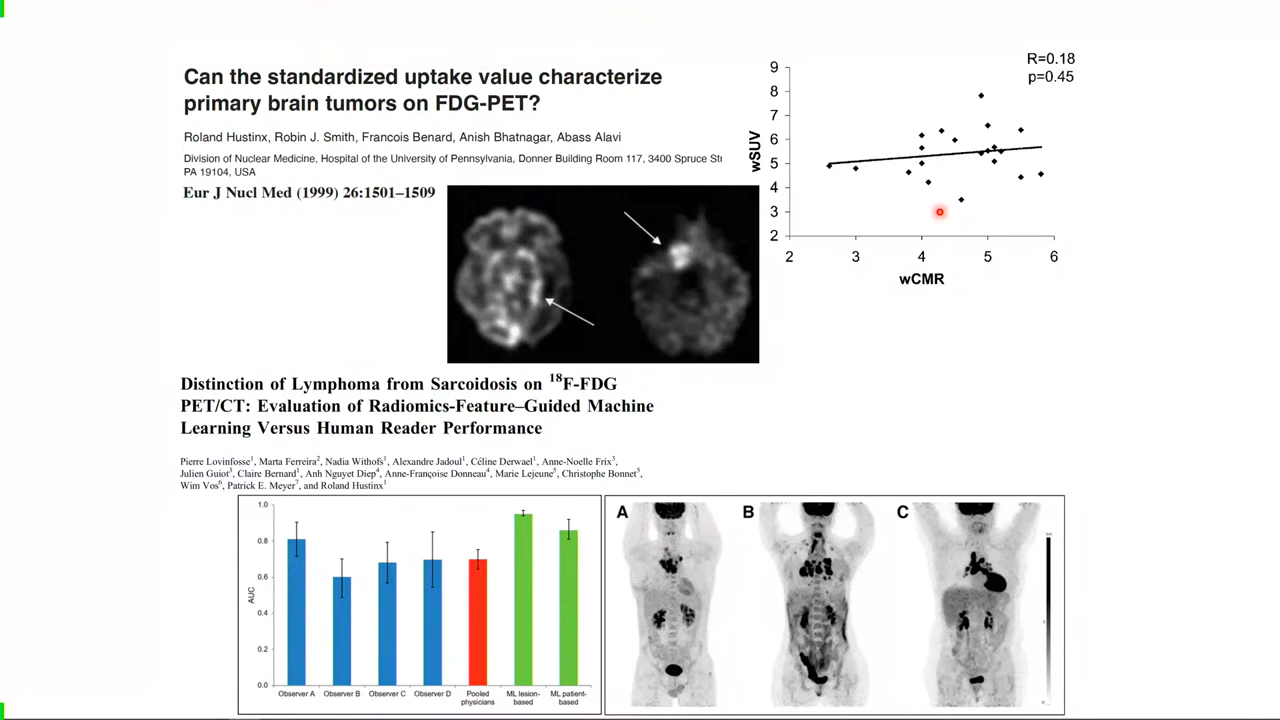 Can the standardized uptake value characterize
primary brain tumors on FDG-PET?
Roland Hustinx, Robin J. Smith, Francois Benard, Anish Bhatnagar, Abass Alavi
Division of Nuclear Medicine, Hospital of the University of Pennsylvania, Donner Building Room 117, 3400 Spruce Str
PA 19104, USA
Eur J Nucl Med (1999) 26:1501–1509
R=0.18
p=0.45
9
8
7
6
5
4
3
2
wSUV
2 3 4 5 6
wCMR
Distinction of Lymphoma from Sarcoidosis on 18F-FDG
PET/CT: Evaluation of Radiomics-Feature–Guided Machine
Learning Versus Human Reader Performance
Pierre Lovinfosse1, Marta Ferreira2, Nadia Withofs1, Alexandre Jadoul1, Céline Derwael1, Anne-Noelle Frix3,
Julien Guiot3, Claire Bernard1, Anh Nguyet Diep4, Anne-Françoise Donneau4, Marie Lejeune5, Christophe Bonnet5,
Wim Vos6, Patrick E. Meyer7, and Roland Hustinx1
1.0
0.8
0.6
0.4
0.2
0.0
AUC
Observer A Observer B Observer C Observer D Pooled physicians ML lesion-based ML patient-based
A B C